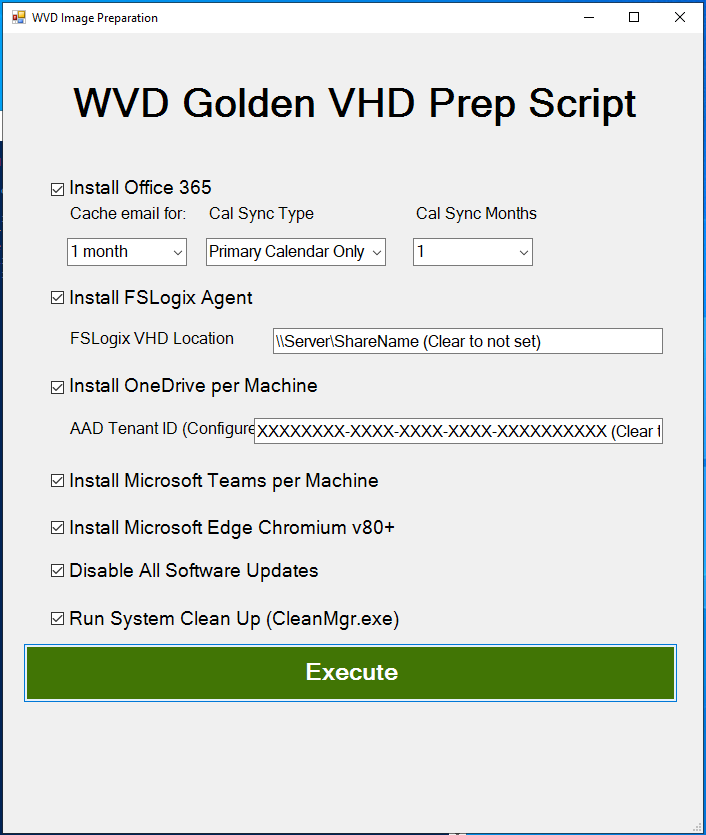 WVD Image Preparation
WVD Golden VHD Prep Script
Install Office 365
Cache email for: Cal Sync Type Cal Sync Months
1 month Primary Calendar Only 1
Install FSLogix Agent
FSLogix VHD Location \\Server\ShareName (Clear to not set)
Install OneDrive per Machine
AAD Tenant ID (Configure XXXXXXXX-XXXX-XXXX-XXXX-XXXXXXXXXX (Clear t
Install Microsoft Teams per Machine
Install Microsoft Edge Chromium v80+
Disable All Software Updates
Run System Clean Up (CleanMgr.exe)
Execute